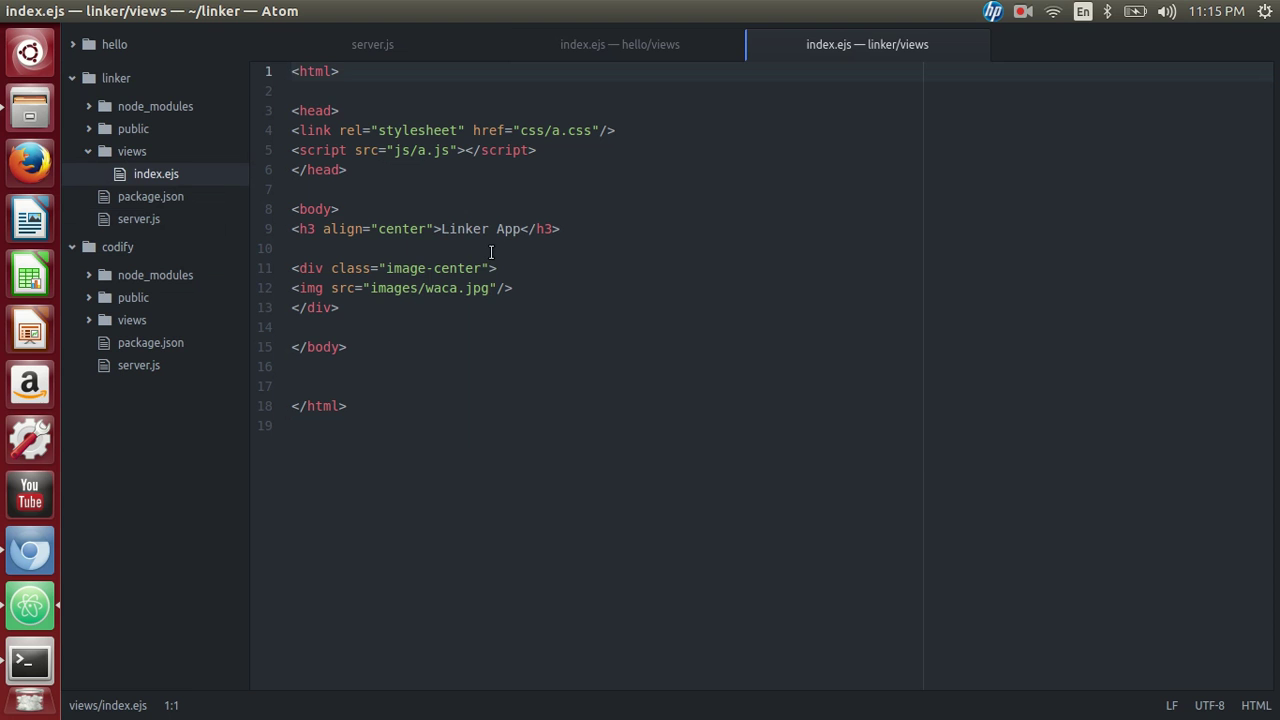 index.ejs — linker/views — ~/linker — Atom
hp
En
11:15 PM
hello
linker
node_modules
public
views
index.ejs
package.json
server.js
codify
node_modules
public
views
package.json
server.js
server.js
index.ejs — hello/views
index.ejs — linker/views
1 <html>
2
3 <head>
4 <link rel="stylesheet" href="css/a.css"/>
5 <script src="js/a.js"></script>
6 </head>
7
8 <body>
9 <h3 align="center">Linker App</h3>
10
11 <div class="image-center">
12 <img src="images/waca.jpg"/>
13 </div>
14
15 </body>
16
17
18 </html>
19
a
You
Tube
>_
views/index.ejs 1:1
LF UTF-8 HTML